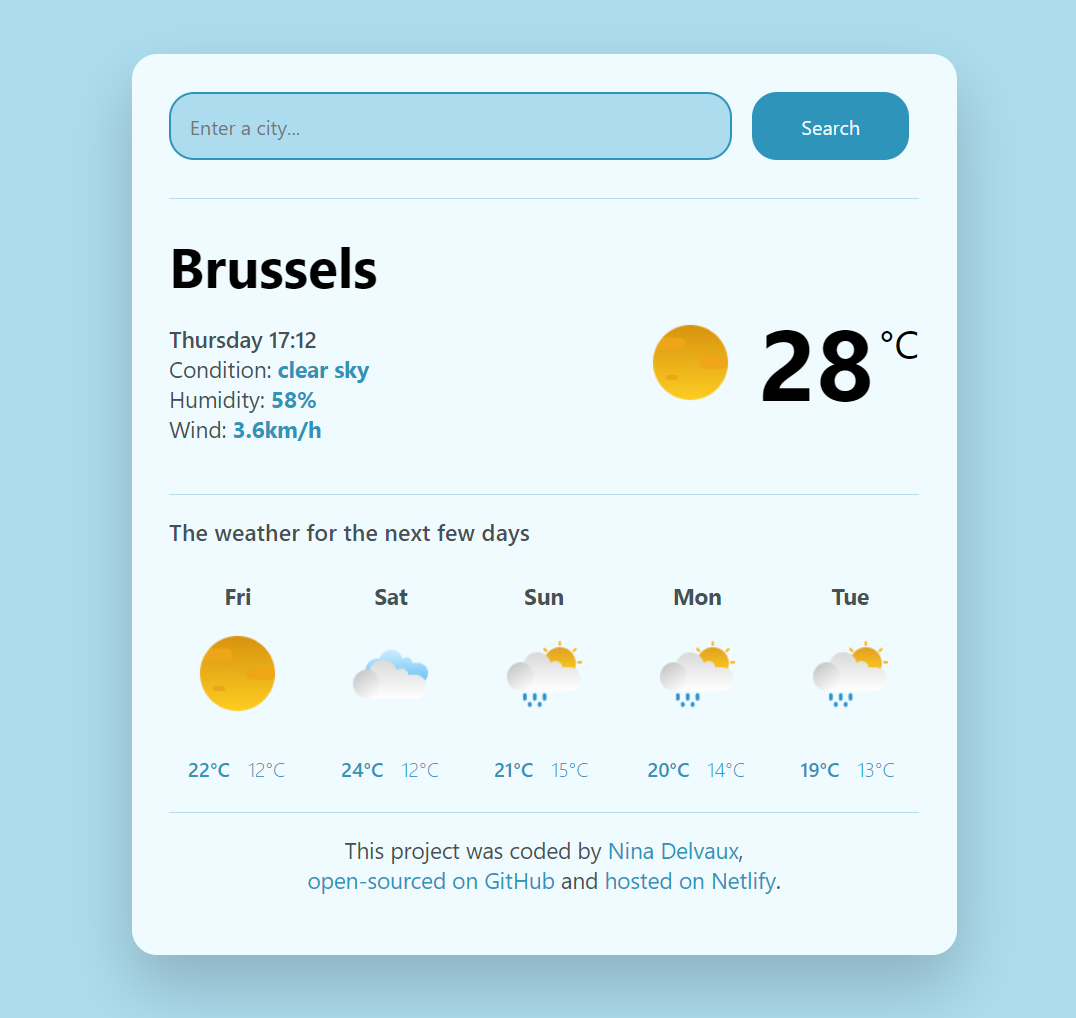 Enter a city... Search
Brussels
Thursday 17:12
Condition: clear sky
Humidity: 58%
Wind: 3.6km/h
28 °C
The weather for the next few days
Fri Sat Sun Mon Tue
22°C 12°C 24°C 12°C 21°C 15°C 20°C 14°C 19°C 13°C
This project was coded by Nina Delvaux,
open-sourced on GitHub and hosted on Netlify.